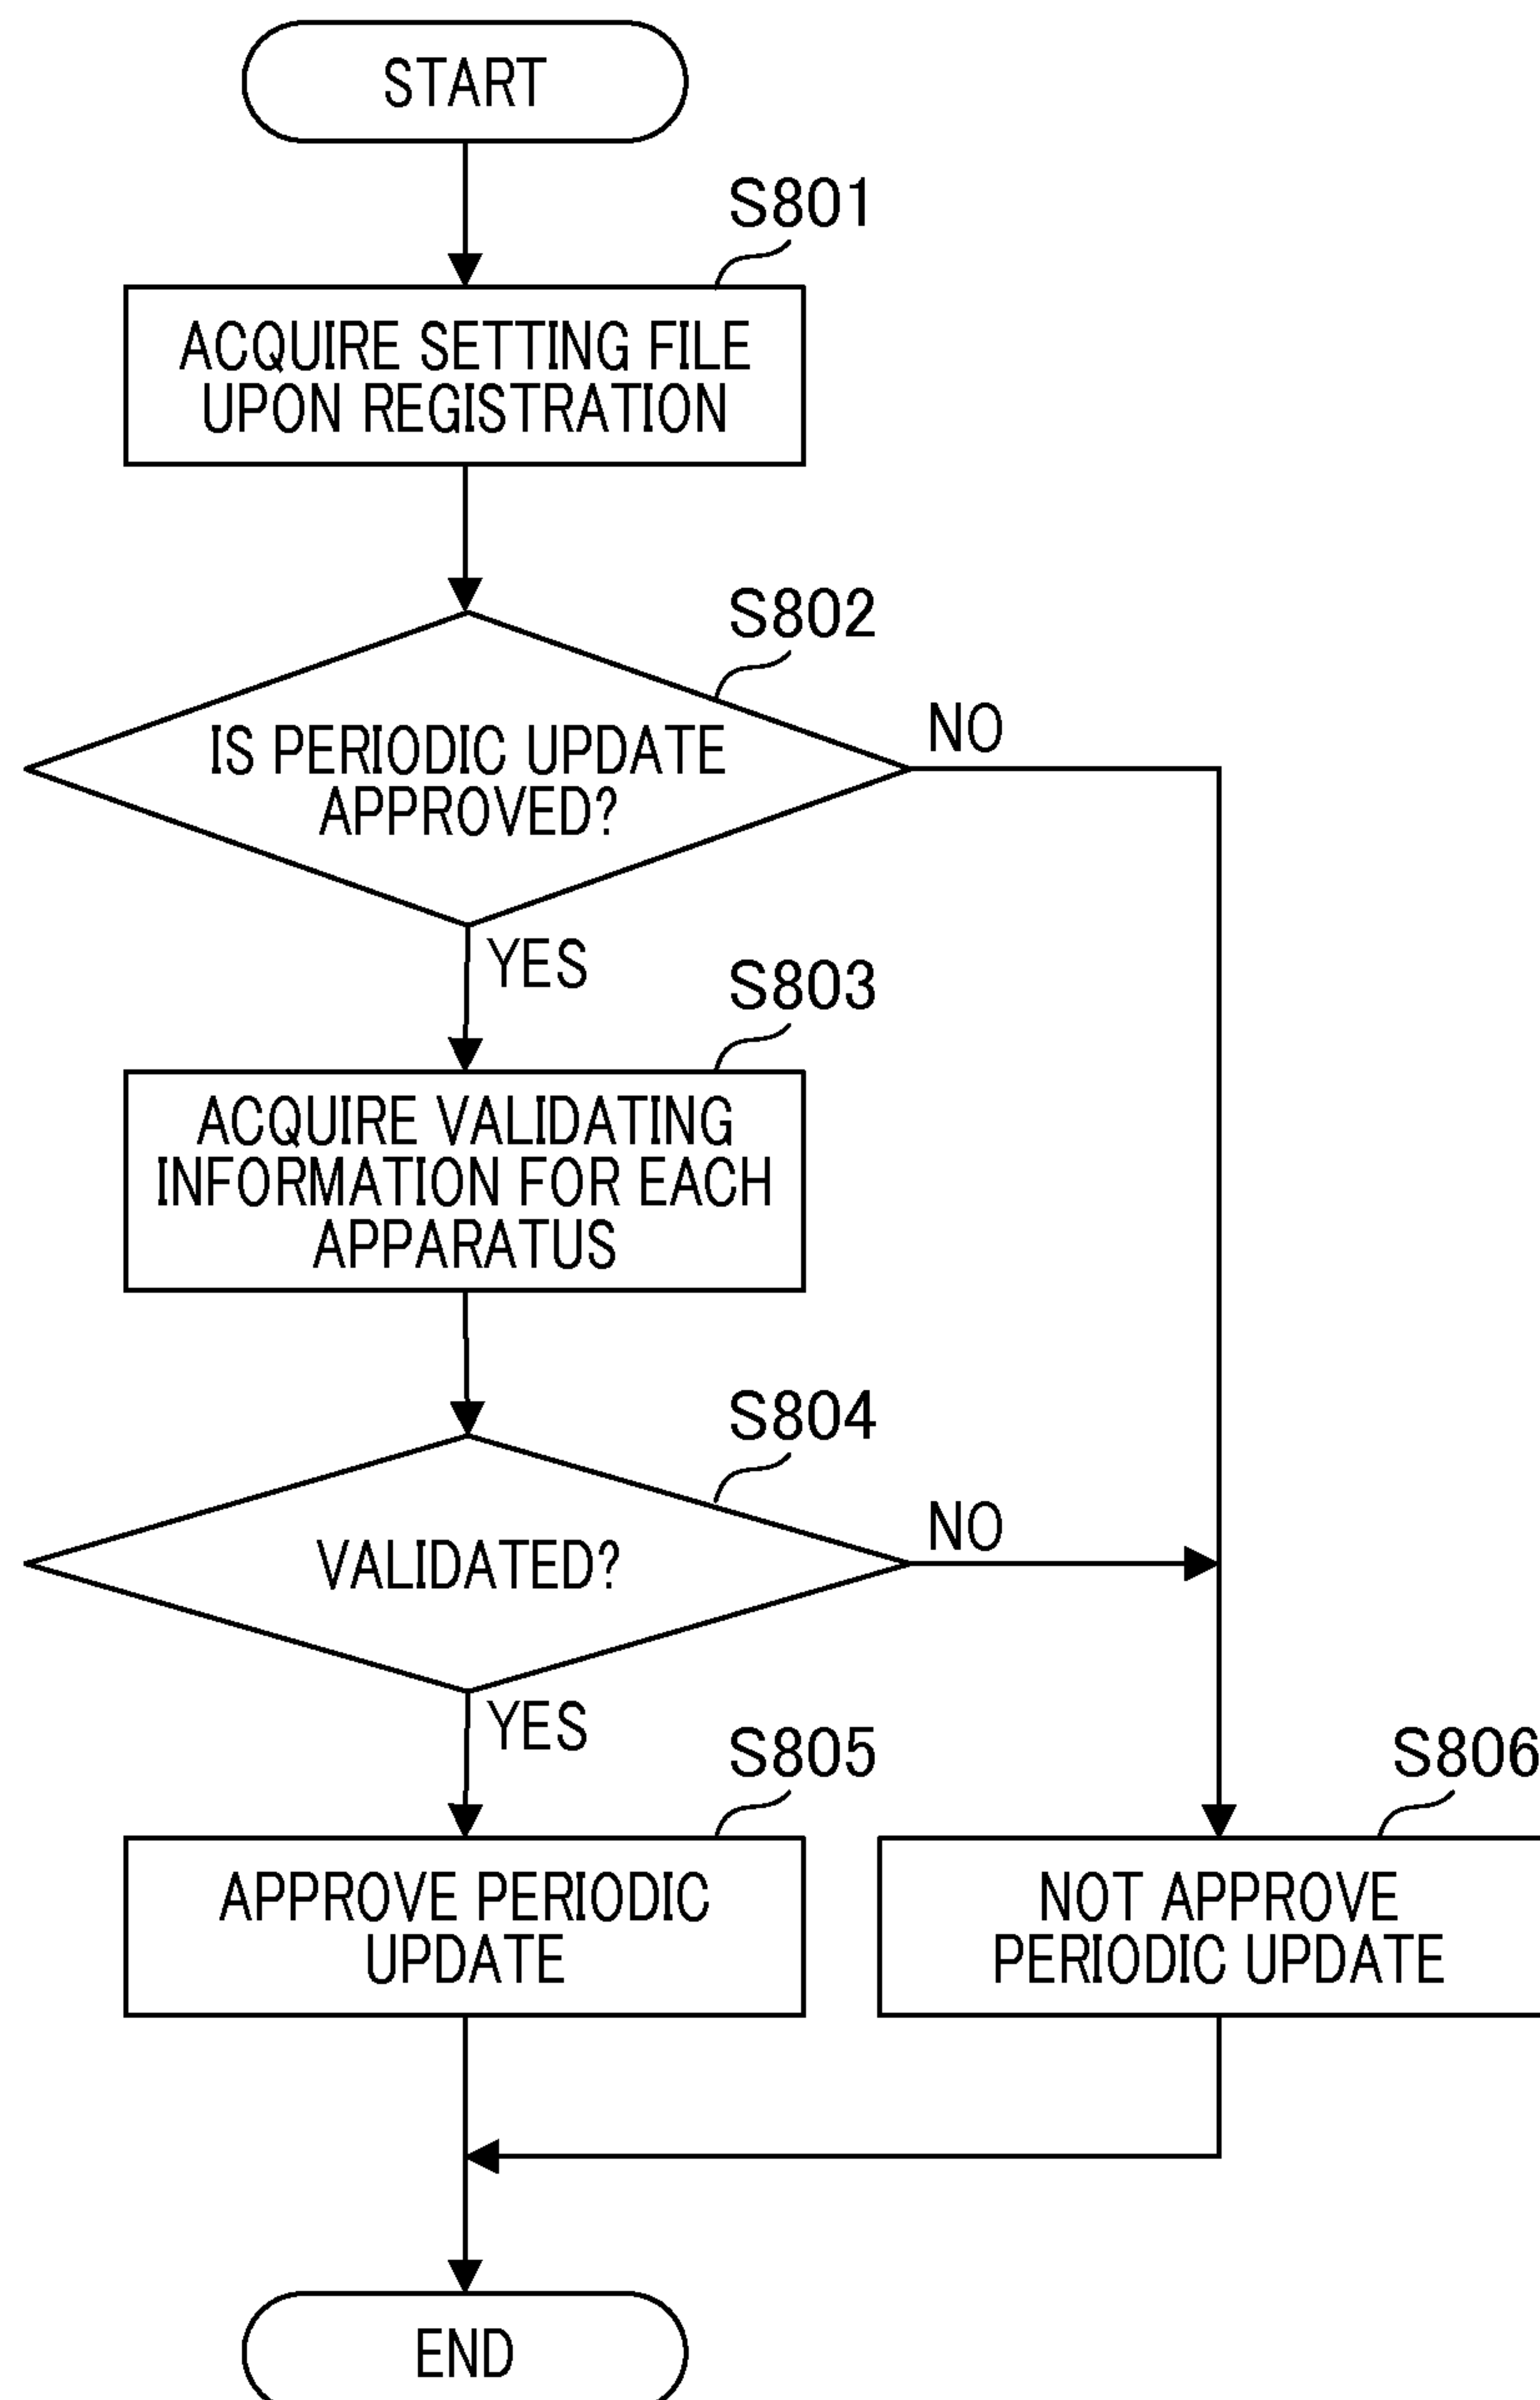 START
S801
ACQUIRE SETTING FILE
UPON REGISTRATION
S802
IS PERIODIC UPDATE
APPROVED?
NO
YES
S803
ACQUIRE VALIDATING
INFORMATION FOR EACH
APPARATUS
S804
VALIDATED?
NO
YES
S805
APPROVE PERIODIC
UPDATE
S806
NOT APPROVE
PERIODIC UPDATE
END